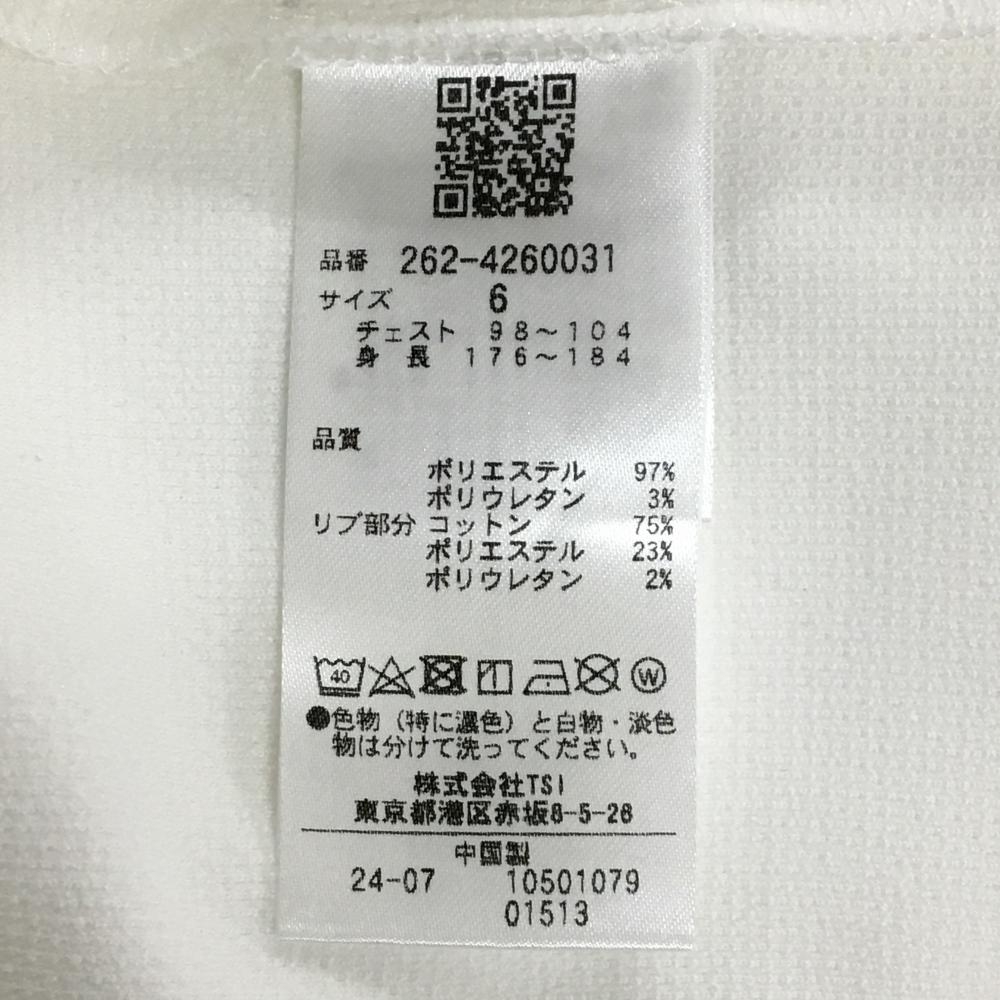 品番 262-4260031
サイズ 6
チェスト 98～104
身長 176～184
品質
ポリエステル 97%
ポリウレタン 3%
リブ部分 コットン 75%
ポリエステル 23%
ポリウレタン 2%
40 W
●色物（特に濃色）と白物・淡色
物は分けて洗ってください。
株式会社TSI
東京都港区赤坂8-5-26
中国製
24-07 10501079
01513